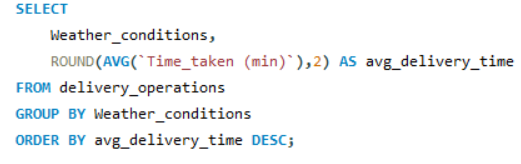 SELECT
    Weather_conditions,
    ROUND(AVG(`Time_taken (min)`),2) AS avg_delivery_time
FROM delivery_operations
GROUP BY Weather_conditions
ORDER BY avg_delivery_time DESC;